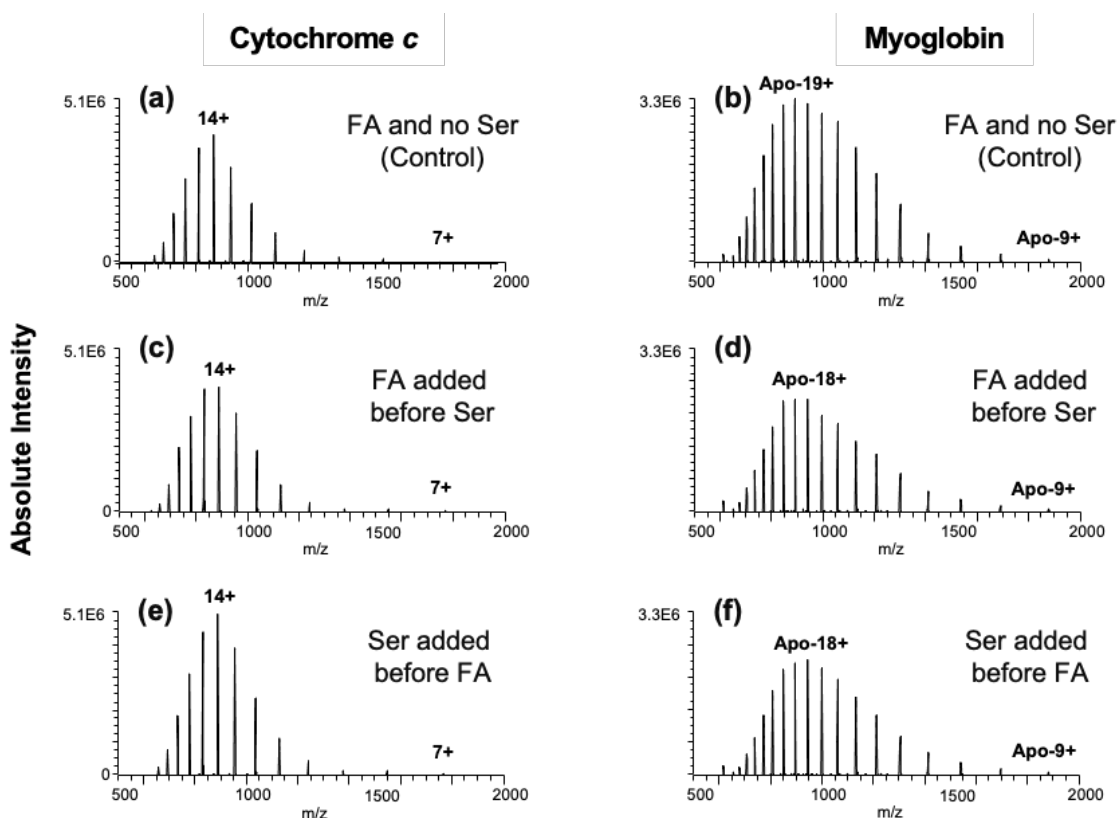 Cytochrome c
Myoglobin
Absolute Intensity
(a)
5.1E6
14+
FA and no Ser
(Control)
7+
0
500
1000
1500
2000
m/z
(b)
3.3E6
Apo-19+
FA and no Ser
(Control)
Apo-9+
500
1000
1500
2000
m/z
(c)
5.1E6
14+
FA added
before Ser
7+
0
500
1000
1500
2000
m/z
(d)
3.3E6
Apo-18+
FA added
before Ser
Apo-9+
500
1000
1500
2000
m/z
(e)
5.1E6
14+
Ser added
before FA
7+
0
500
1000
1500
2000
m/z
(f)
3.3E6
Apo-18+
Ser added
before FA
Apo-9+
500
1000
1500
2000
m/z